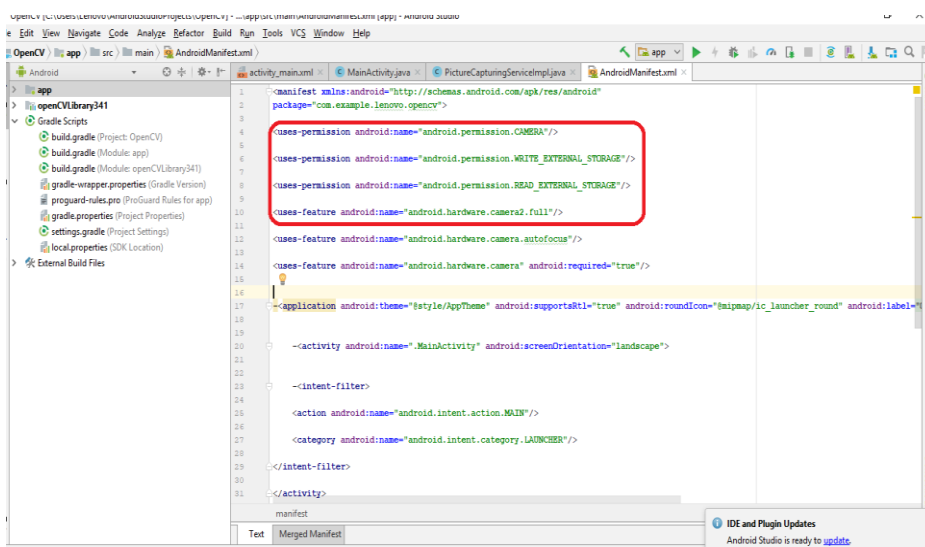 OpenCV [C:\Users\Lenovo\AndroidStudioProjects\OpenCV] - ...\app\src\main\AndroidManifest.xml [app] - Android Studio
e Edit View Navigate Code Analyze Refactor Build Run Tools VCS Window Help
OpenCV app src main AndroidManifest.xml
app
Android
activity_main.xml × MainActivity.java × PictureCapturingServiceImpl.java × AndroidManifest.xml ×
app
openCVLibrary341
Gradle Scripts
build.gradle (Project: OpenCV)
build.gradle (Module: app)
build.gradle (Module: openCVLibrary341)
gradle-wrapper.properties (Gradle Version)
proguard-rules.pro (ProGuard Rules for app)
gradle.properties (Project Properties)
settings.gradle (Project Settings)
local.properties (SDK Location)
External Build Files
1 <manifest xmlns:android="http://schemas.android.com/apk/res/android"
2 package="com.example.lenovo.opencv">
3
4 <uses-permission android:name="android.permission.CAMERA"/>
5
6 <uses-permission android:name="android.permission.WRITE_EXTERNAL_STORAGE"/>
7
8 <uses-permission android:name="android.permission.READ_EXTERNAL_STORAGE"/>
9
10 <uses-feature android:name="android.hardware.camera2.full"/>
11
12 <uses-feature android:name="android.hardware.camera.autofocus"/>
13
14 <uses-feature android:name="android.hardware.camera" android:required="true"/>
15
16
17 -<application android:theme="@style/AppTheme" android:supportsRtl="true" android:roundIcon="@mipmap/ic_launcher_round" android:label="
18
19
20 -<activity android:name=".MainActivity" android:screenOrientation="landscape">
21
22
23 -<intent-filter>
24
25 <action android:name="android.intent.action.MAIN"/>
26
27 <category android:name="android.intent.category.LAUNCHER"/>
28
29 </intent-filter>
30
31 </activity>
manifest
Text Merged Manifest
IDE and Plugin Updates
Android Studio is ready to update.